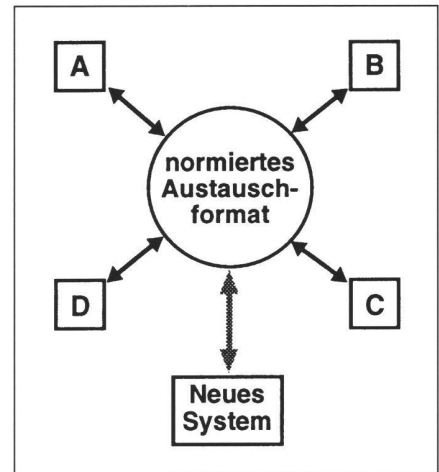 A
B
normiertes
Austausch-
format
D
C
Neues
System